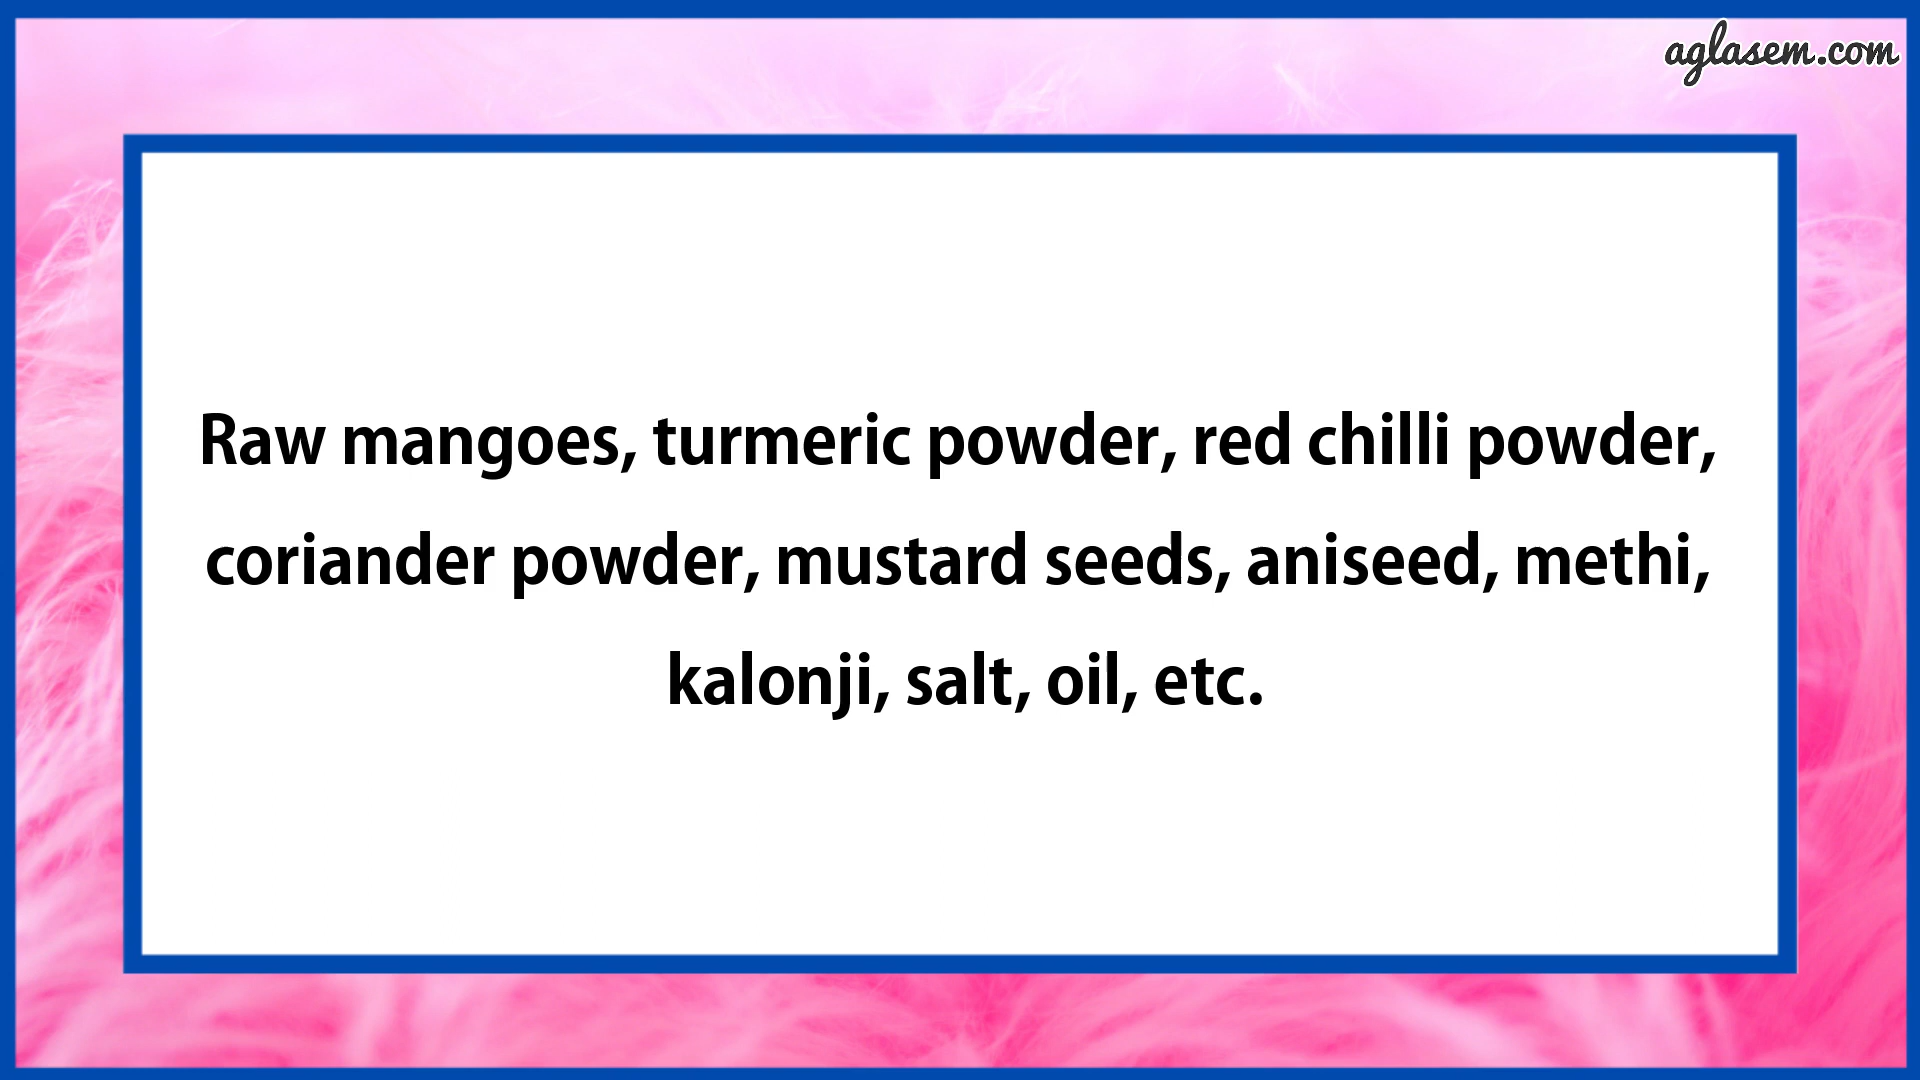 aglasem.com
Raw mangoes, turmeric powder, red chilli powder,
coriander powder, mustard seeds, aniseed, methi,
kalonji, salt, oil, etc.